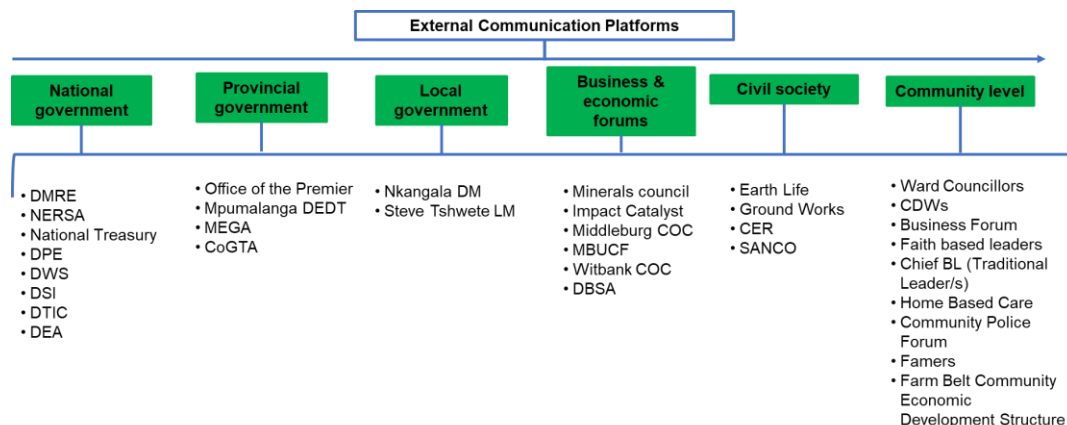 External Communication Platforms
National
government
Provincial
government
Local
government
Business &
economic
forums
Civil society
Community level
• DMRE
• NERSA
• National Treasury
• DPE
• DWS
• DSI
• DTIC
• DEA
• Office of the Premier
• Mpumalanga DEDT
• MEGA
• CoGTA
• Nkangala DM
• Steve Tshwete LM
• Minerals council
• Impact Catalyst
• Middleburg COC
• MBUCF
• Witbank COC
• DBSA
• Earth Life
• Ground Works
• CER
• SANCO
• Ward Councillors
• CDWs
• Business Forum
• Faith based leaders
• Chief BL (Traditional
Leader/s)
• Home Based Care
• Community Police
Forum
• Famers
• Farm Belt Community
Economic
Development Structure